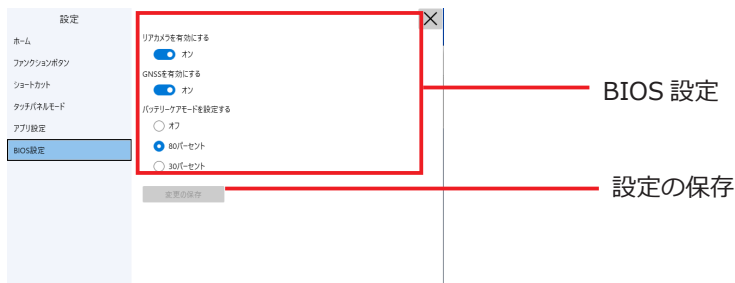 設定
ホーム
ファンクションボタン
ショートカット
タッチパネルモード
アプリ設定
BIOS設定
リアカメラを有効にする
オン
GNSSを有効にする
オン
バッテリーケアモードを設定する
オフ
80パーセント
30パーセント
変更の保存
BIOS 設定
設定の保存